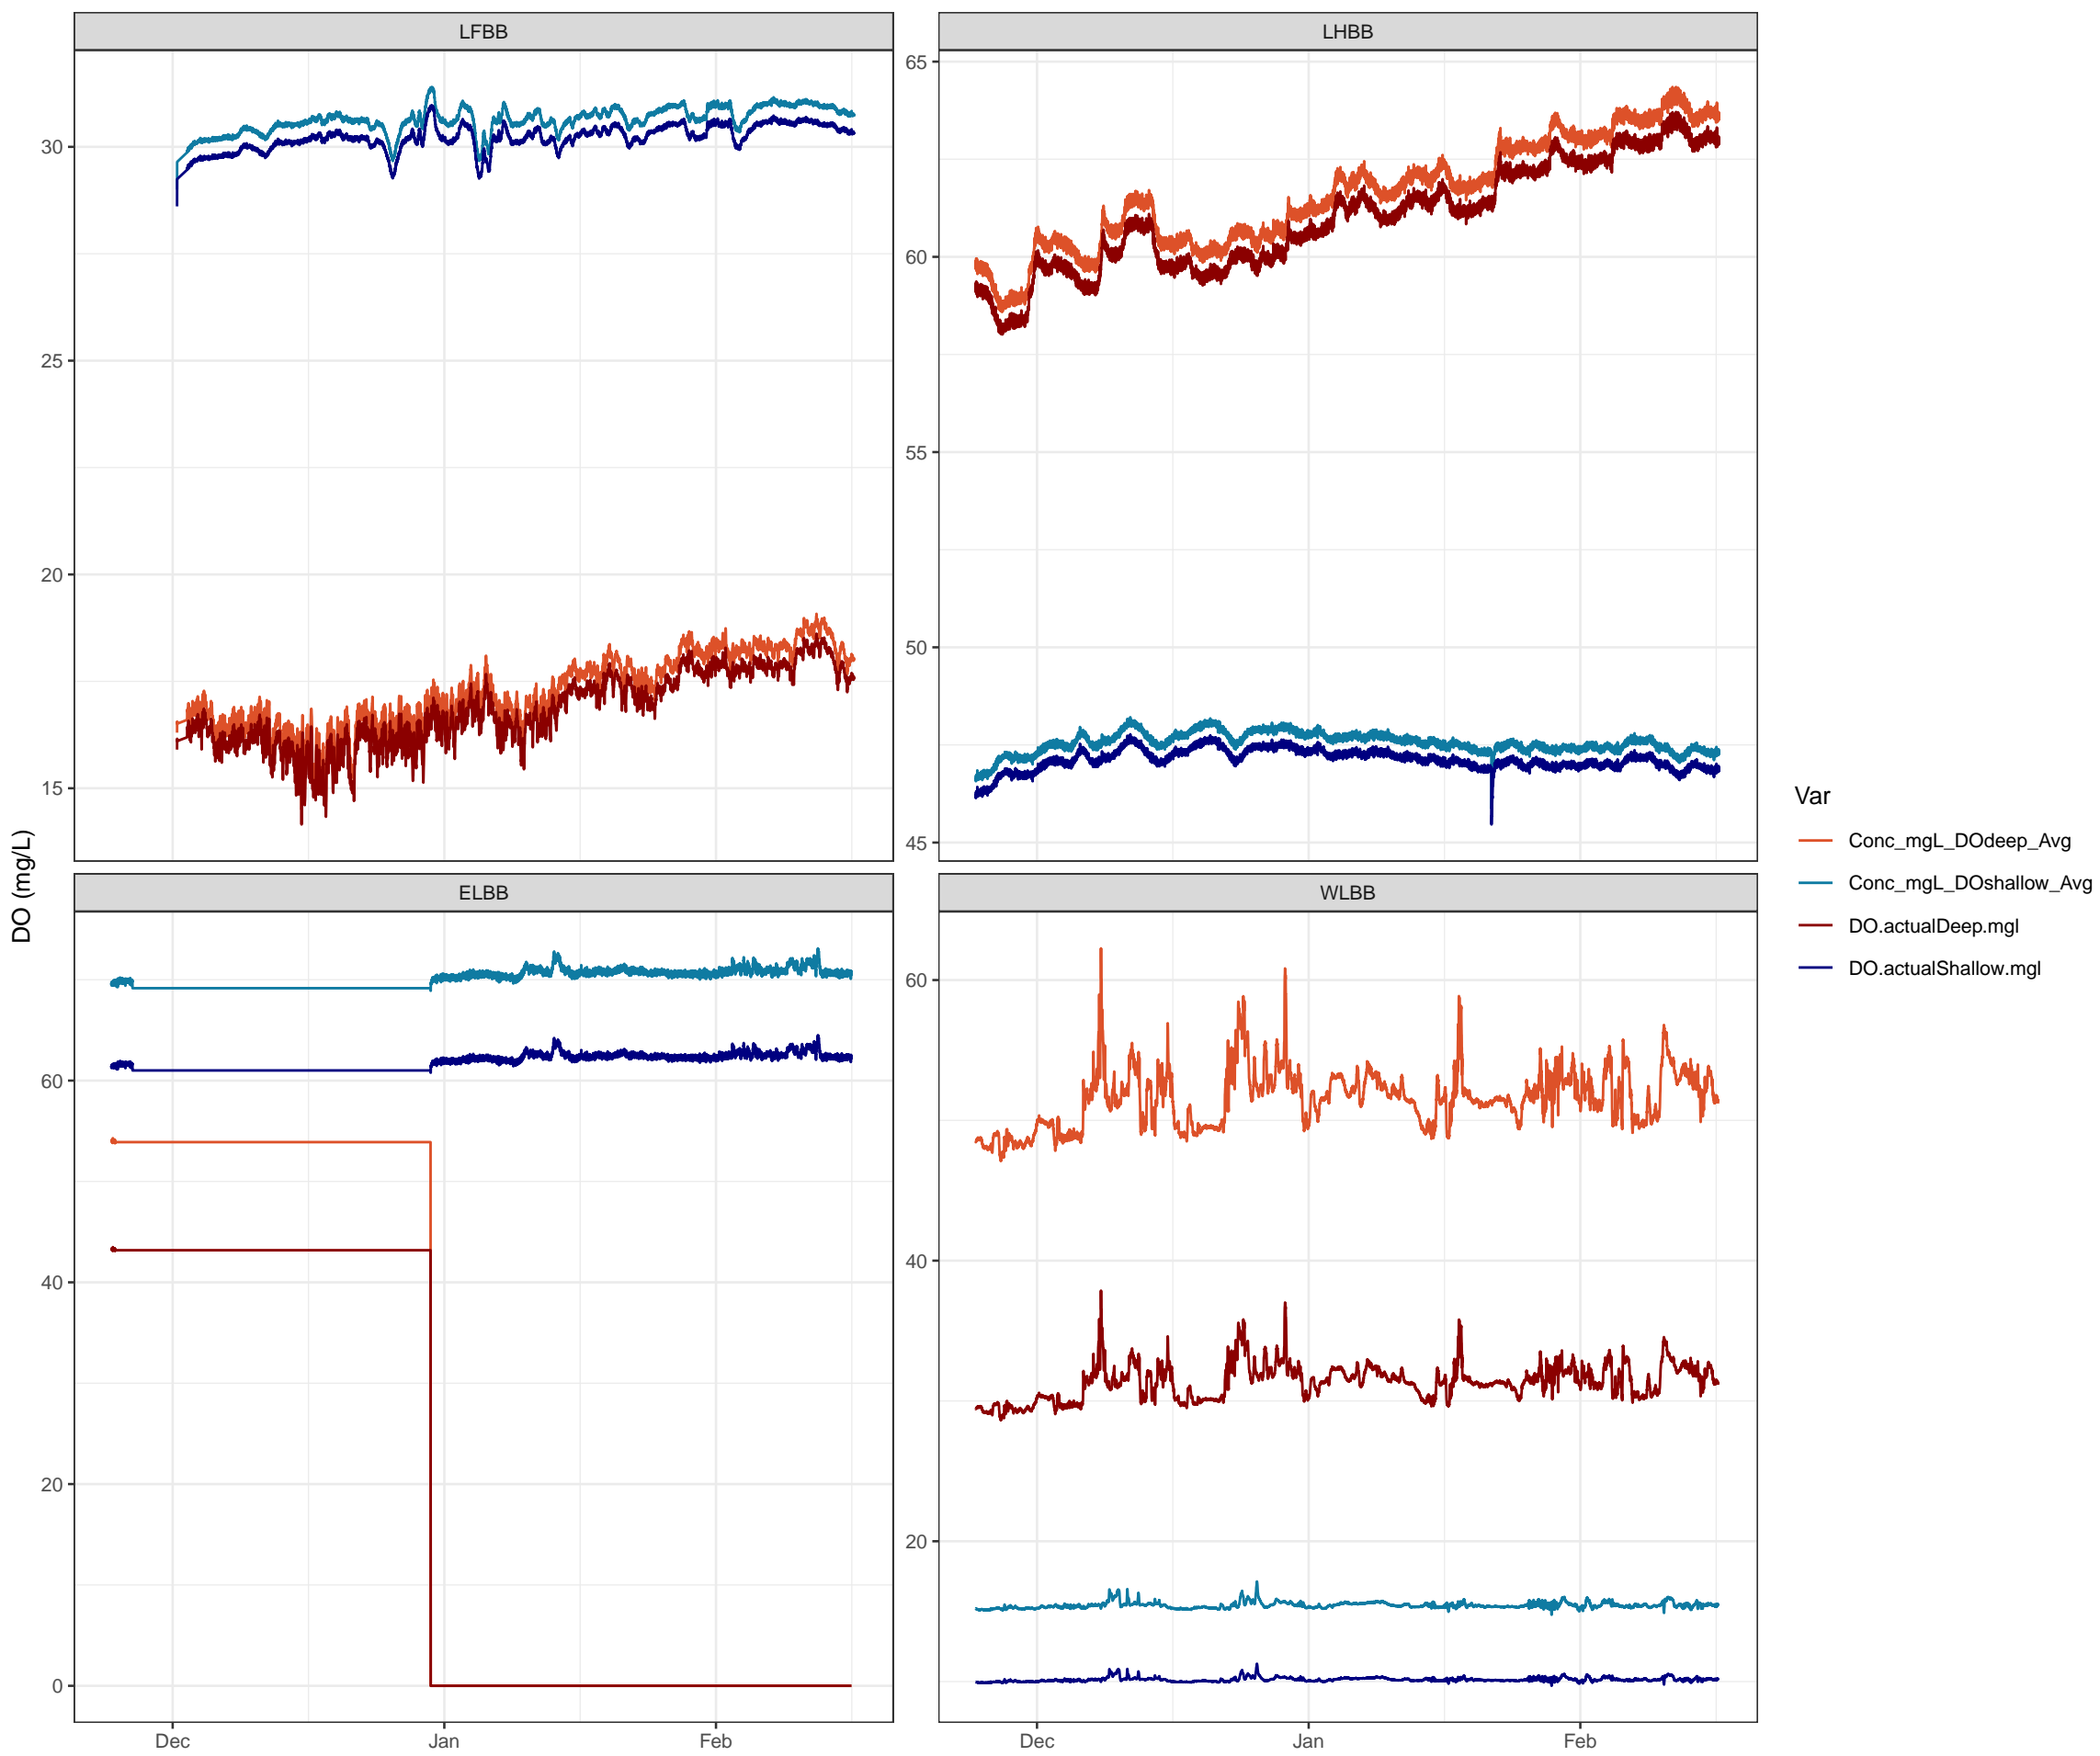 LFBB
LHBB
30
25
20
15
65
60
55
50
45
DO (mg/L)
ELBB
WLBB
60
40
20
0
60
40
20
Dec
Jan
Feb
Dec
Jan
Feb
Var
Conc_mgL_DOdeep_Avg
Conc_mgL_DOshallow_Avg
DO.actualDeep.mgl
DO.actualShallow.mgl